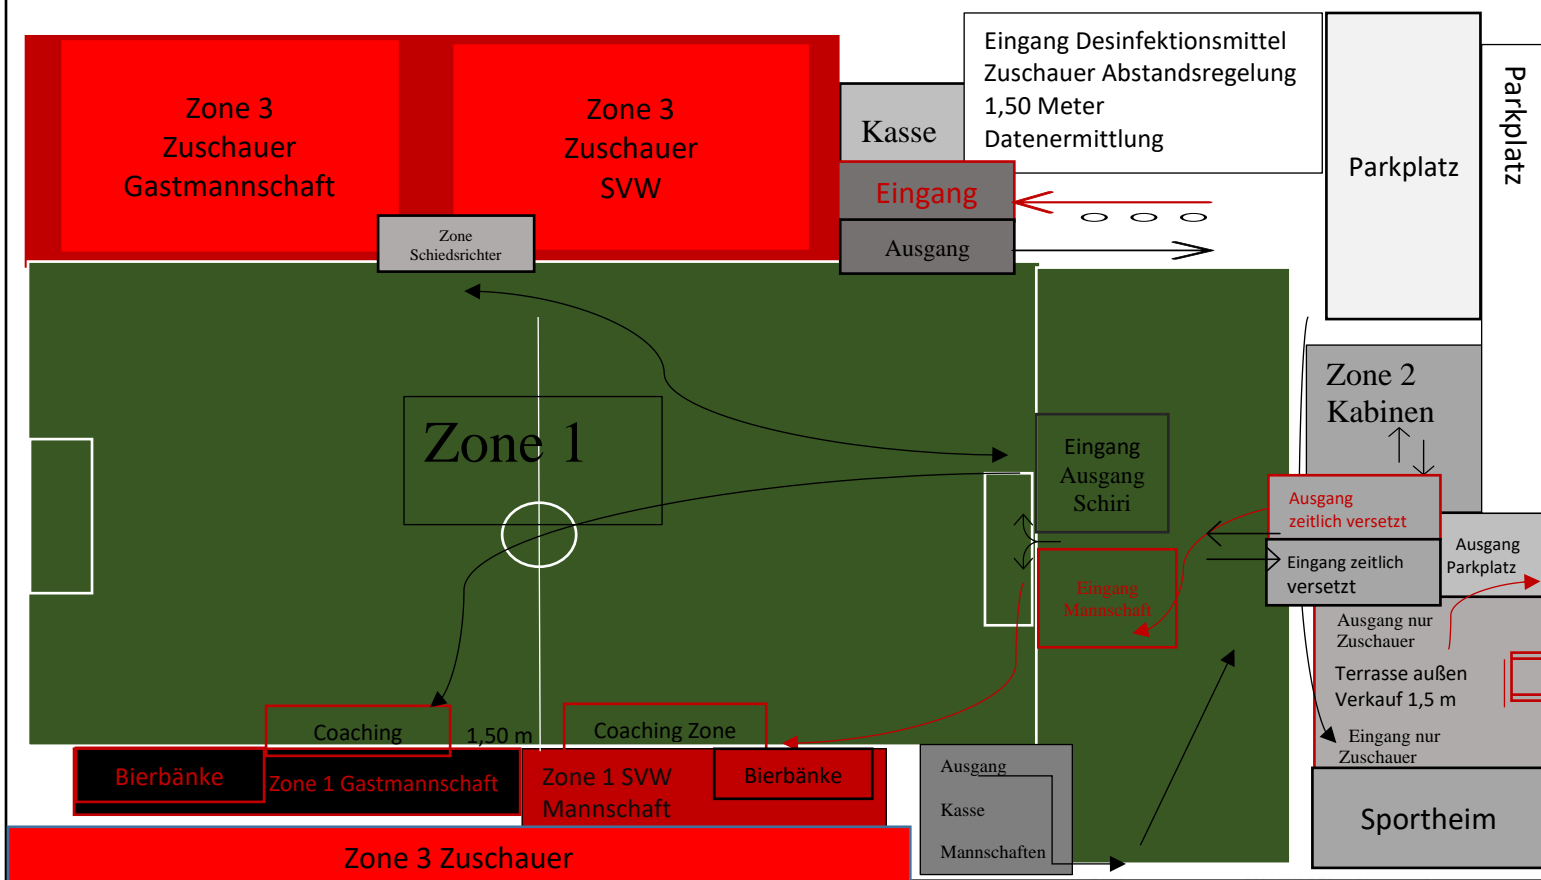 Zone 3
Zuschauer
Gastmannschaft
Zone 3
Zuschauer
SVW
Zone
Schiedsrichter
Kasse
Eingang
Ausgang
Eingang Desinfektionsmittel
Zuschauer Abstandsregelung
1,50 Meter
Datenermittlung
Parkplatz
Parkplatz
Zone 1
Eingang
Ausgang
Schiri
Eingang
Mannschaft
Zone 2
Kabinen
Ausgang
zeitlich versetzt
Eingang zeitlich
versetzt
Ausgang
Parkplatz
Ausgang nur
Zuschauer
Terrasse außen
Verkauf 1,5 m
Eingang nur
Zuschauer
Sportheim
Coaching
1,50 m
Coaching Zone
Bierbänke
Zone 1 Gastmannschaft
Zone 1 SVW
Mannschaft
Bierbänke
Ausgang
Kasse
Mannschaften
Zone 3 Zuschauer